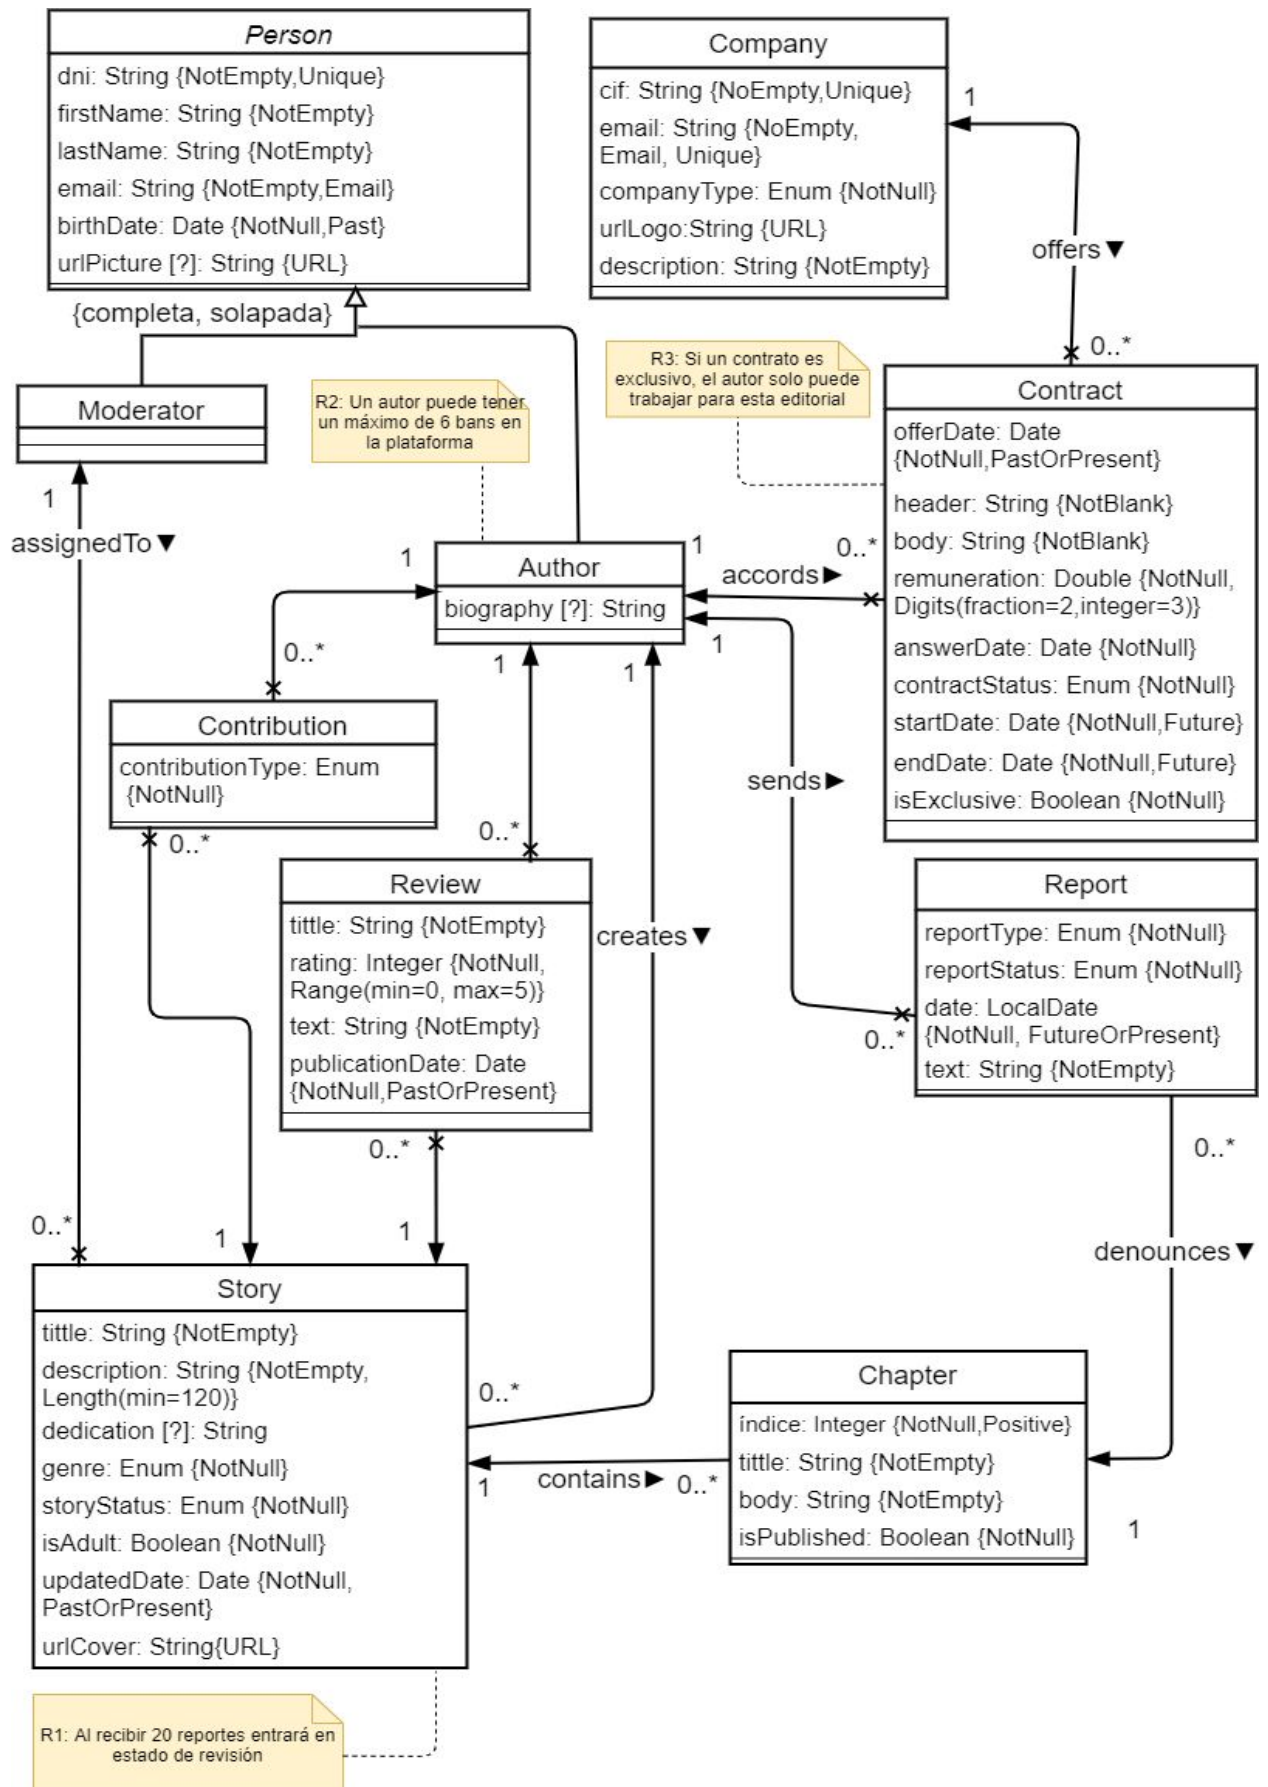 Person
dni: String {NotEmpty,Unique}
firstName: String {NotEmpty}
lastName: String {NotEmpty}
email: String {NotEmpty,Email}
birthDate: Date {NotNull,Past}
urlPicture [?]: String {URL}
{completa, solapada}
Company
cif: String {NoEmpty,Unique}
email: String {NoEmpty,
Email, Unique}
companyType: Enum {NotNull}
urlLogo:String {URL}
description: String {NotEmpty}
1
offers▼
0..*
R3: Si un contrato es
exclusivo, el autor solo puede
trabajar para esta editorial
Moderator
1
assignedTo▼
0..*
R2: Un autor puede tener
un máximo de 6 bans en
la plataforma
Contract
offerDate: Date
{NotNull,PastOrPresent}
header: String {NotBlank}
body: String {NotBlank}
remuneration: Double {NotNull,
Digits(fraction=2,integer=3)}
answerDate: Date {NotNull}
contractStatus: Enum {NotNull}
startDate: Date {NotNull,Future}
endDate: Date {NotNull,Future}
isExclusive: Boolean {NotNull}
Author
biography [?]: String
1
accords▶
0..*
1
0..*
1
1
1
sends▶
0..*
Contribution
contributionType: Enum
{NotNull}
0..*
1
0..*
Review
tittle: String {NotEmpty}
rating: Integer {NotNull,
Range(min=0, max=5)}
text: String {NotEmpty}
publicationDate: Date
{NotNull,PastOrPresent}
0..*
1
creates▼
0..*
Report
reportType: Enum {NotNull}
reportStatus: Enum {NotNull}
date: LocalDate
{NotNull, FutureOrPresent}
text: String {NotEmpty}
0..*
denounces▼
1
Story
tittle: String {NotEmpty}
description: String {NotEmpty,
Length(min=120)}
dedication [?]: String
genre: Enum {NotNull}
storyStatus: Enum {NotNull}
isAdult: Boolean {NotNull}
updatedDate: Date {NotNull,
PastOrPresent}
urlCover: String{URL}
1
contains▶
0..*
Chapter
índice: Integer {NotNull,Positive}
tittle: String {NotEmpty}
body: String {NotEmpty}
isPublished: Boolean {NotNull}
R1: Al recibir 20 reportes entrará en
estado de revisión